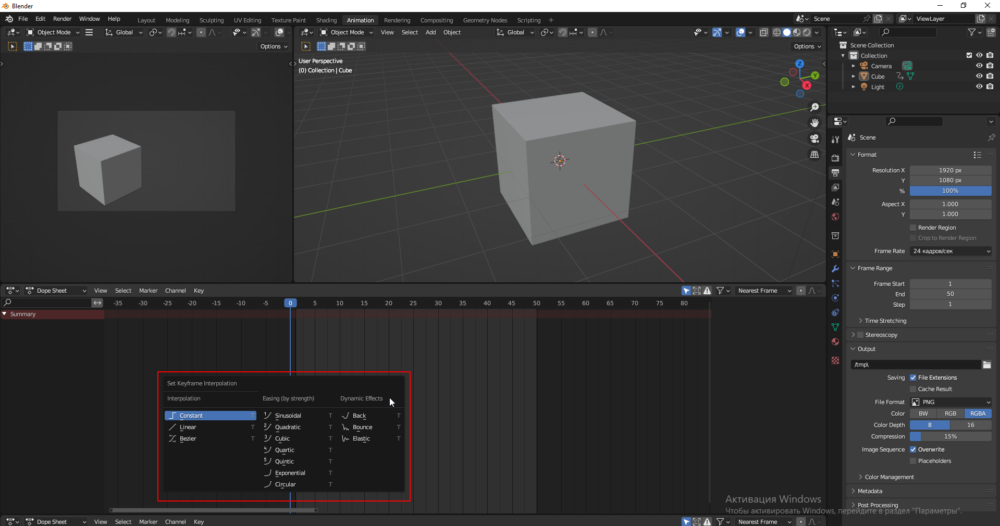 Blender
File Edit Render Window Help Layout Modeling Sculpting UV Editing Texture Paint Shading Animation Rendering Compositing Geometry Nodes Scripting + Scene ViewLayer
Object Mode Global
Options
Object Mode View Select Add Object Global
Options
User Perspective
(0) Collection | Cube
Z
Y
X
Scene Collection
Collection
Camera
Cube
Light
Scene
Format
Resolution X 1920 px
Y 1080 px
% 100%
Aspect X 1.000
Y 1.000
Render Region
Crop to Render Region
Frame Rate 24 кадров/сек
Frame Range
Frame Start 1
End 50
Step 1
Time Stretching
Stereoscopy
Output
/tmp\
Saving File Extensions
Cache Result
File Format PNG
Color BW RGB RGBA
Color Depth 8 16
Compression 15%
Image Sequence Overwrite
Placeholders
Color Management
Metadata
Post Processing
Dope Sheet View Select Marker Channel Key Nearest Frame
-35 -30 -25 -20 -15 -10 -5 0 5 10 15 20 25 30 35 40 45 50 55 60 65 70 75 80
Summary
Set Keyframe Interpolation
Interpolation Easing (by strength) Dynamic Effects
Constant T 1 Sinusoidal T Back T
Linear T 2 Quadratic T Bounce T
Bezier T 3 Cubic T Elastic T
4 Quartic T
5 Quintic T
Exponential T
Circular T
Активация Windows
Чтобы активировать Windows, перейдите в раздел "Параметры".
Dope Sheet View Select Marker Channel Key Nearest Frame